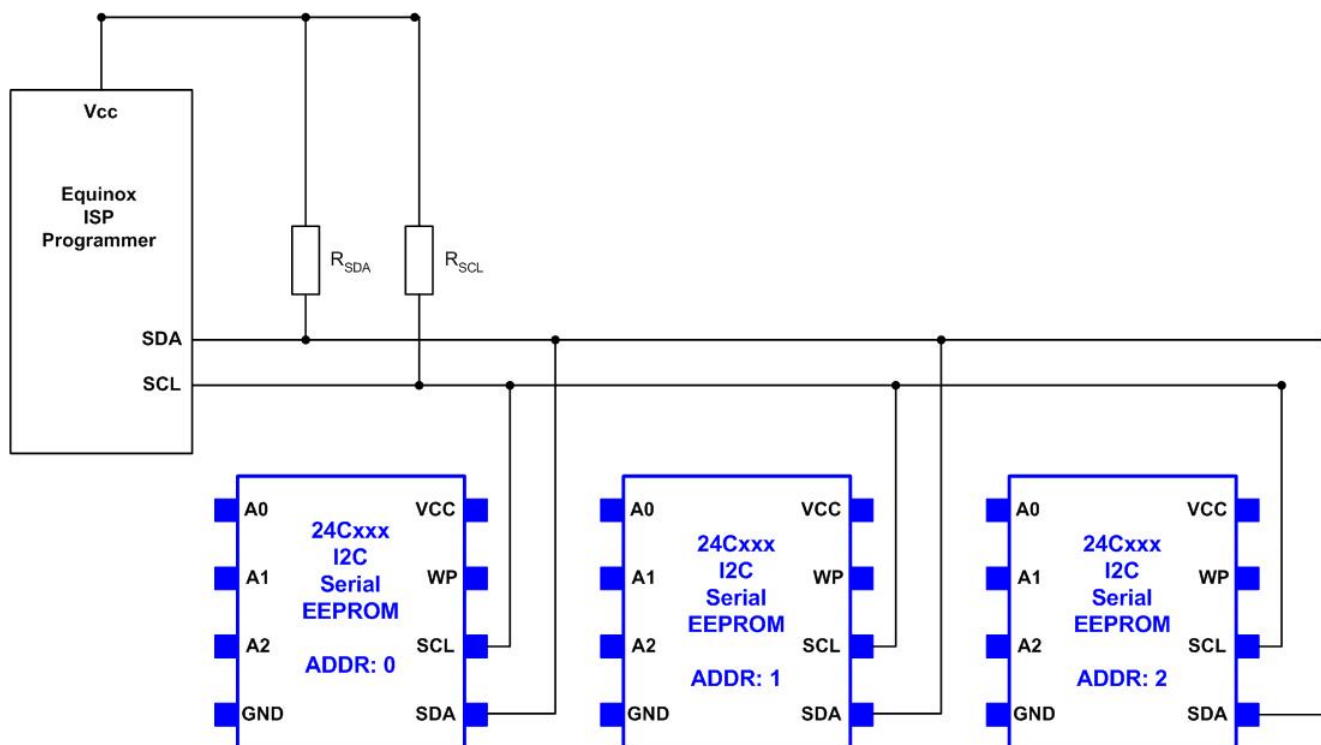 Vcc
Equinox
ISP
Programmer
R_SDA
R_SCL
SDA
SCL
A0
A1
A2
GND
24Cxxx
I2C
Serial
EEPROM
ADDR: 0
VCC
WP
SCL
SDA
A0
A1
A2
GND
24Cxxx
I2C
Serial
EEPROM
ADDR: 1
VCC
WP
SCL
SDA
A0
A1
A2
GND
24Cxxx
I2C
Serial
EEPROM
ADDR: 2
VCC
WP
SCL
SDA